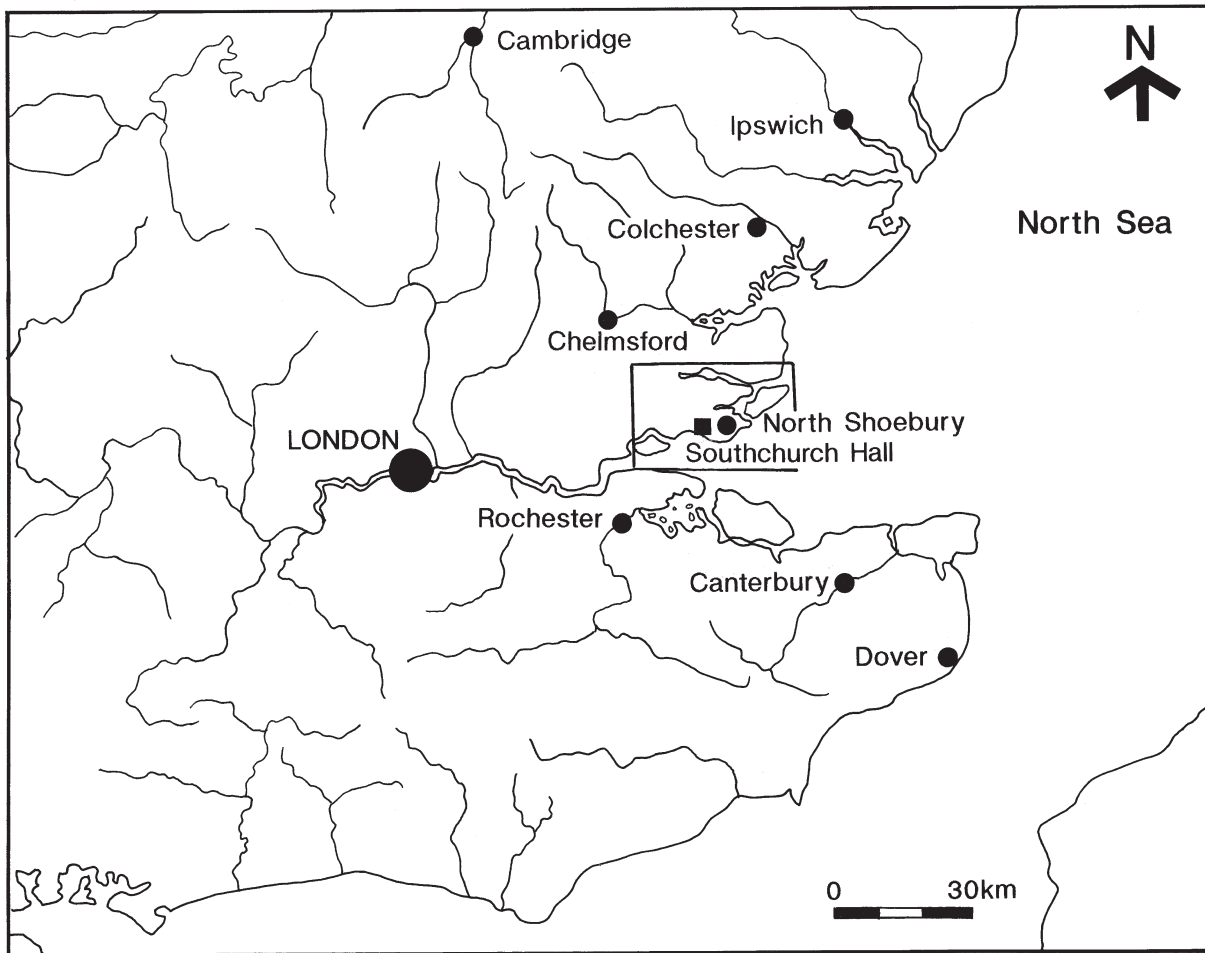 Cambridge
N
Ipswich
North Sea
Colchester
Chelmsford
North Shoebury
LONDON
Southchurch Hall
Rochester
Canterbury
Dover
0 30km